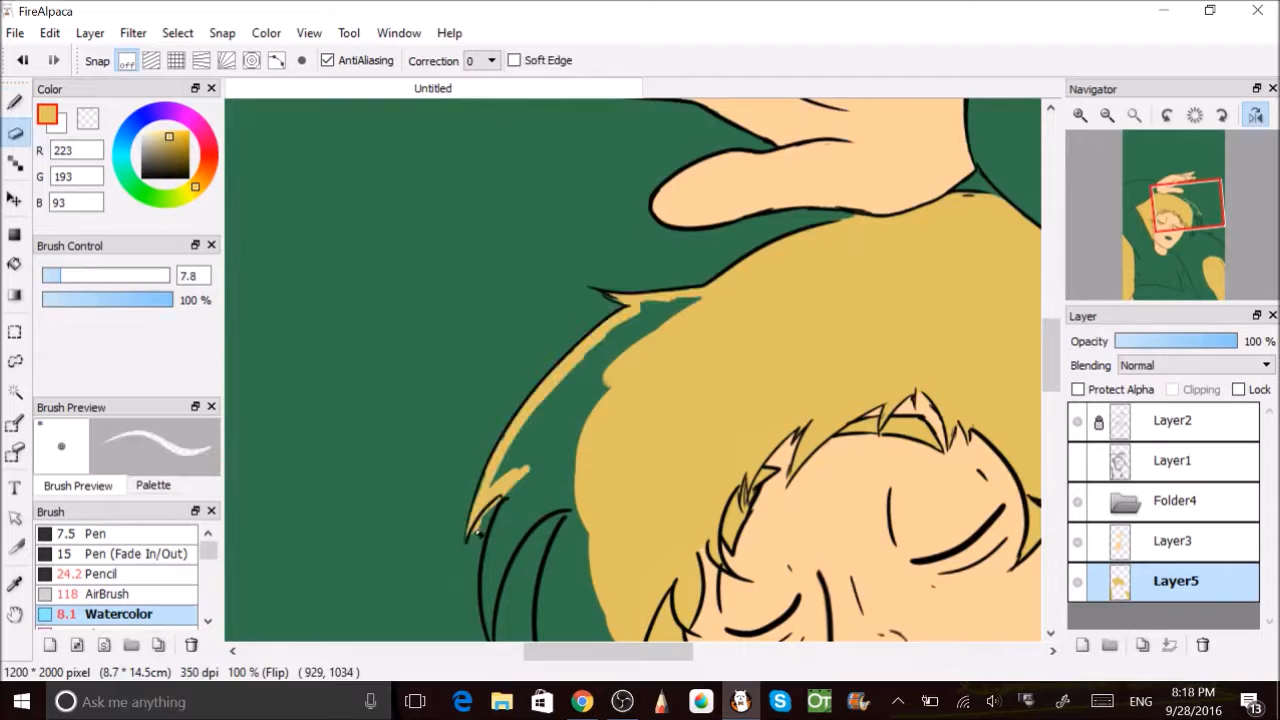 FireAlpaca
File Edit Layer Filter Select Snap Color View Tool Window Help
Snap off AntiAliasing Correction 0 Soft Edge
Color
Untitled
Navigator
R 223
G 193
B 93
Brush Control
7.8
100 %
Layer
Opacity 100 %
Blending Normal
Protect Alpha Clipping Lock
Brush Preview
Layer2
Layer1
Brush Preview Palette
Folder4
Brush
7.5 Pen
Layer3
15 Pen (Fade In/Out)
24.2 Pencil
Layer5
118 AirBrush
8.1 Watercolor
1200 * 2000 pixel (8.7 * 14.5cm) 350 dpi 100 % (Flip) ( 929, 1034 )
Ask me anything
ENG
8:18 PM
9/28/2016
13